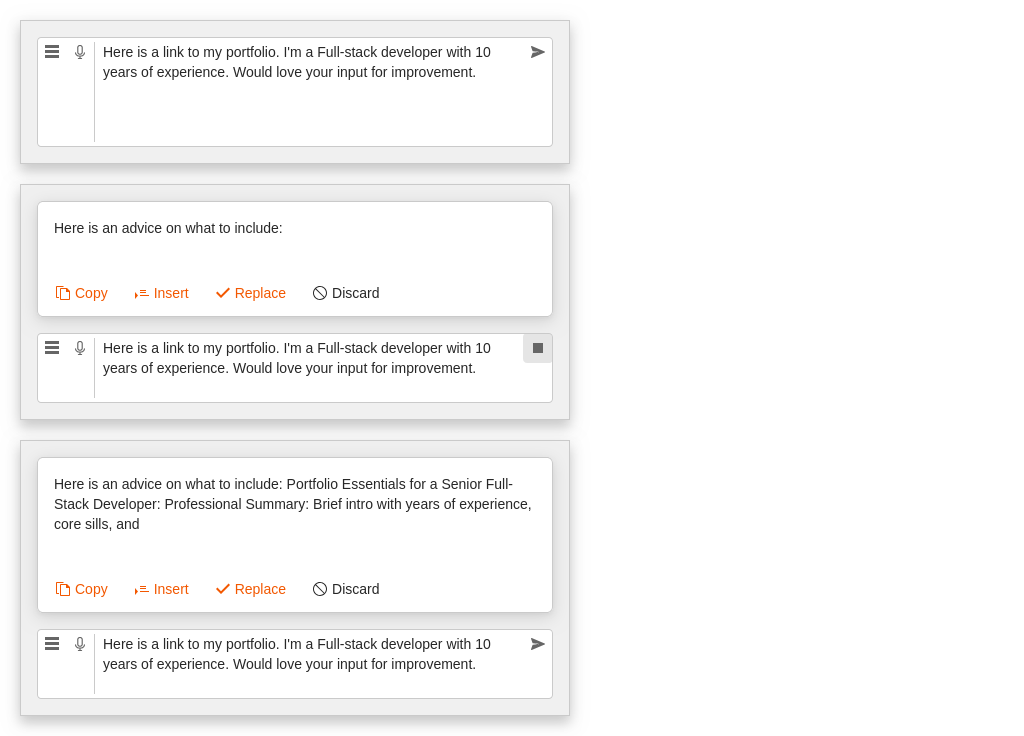 Here is a link to my portfolio. I'm a Full-stack developer with 10
years of experience. Would love your input for improvement.
Here is an advice on what to include:
Copy Insert Replace Discard
Here is a link to my portfolio. I'm a Full-stack developer with 10
years of experience. Would love your input for improvement.
Here is an advice on what to include: Portfolio Essentials for a Senior Full-
Stack Developer: Professional Summary: Brief intro with years of experience,
core sills, and
Copy Insert Replace Discard
Here is a link to my portfolio. I'm a Full-stack developer with 10
years of experience. Would love your input for improvement.